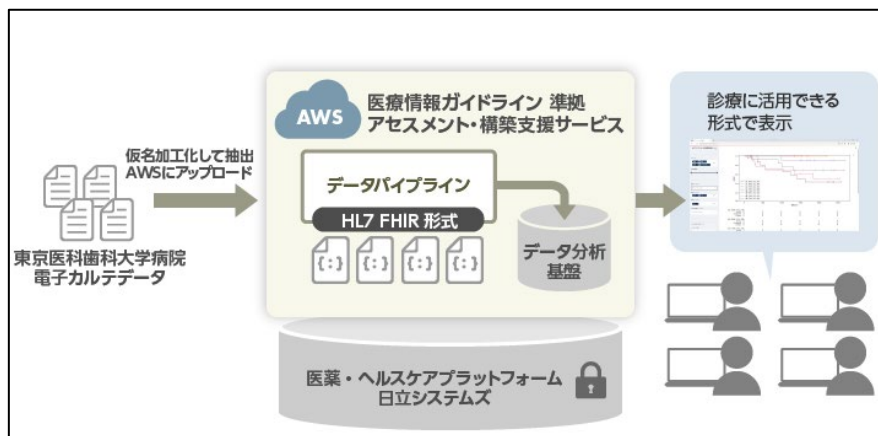 AWS
医療情報ガイドライン 準拠
アセスメント・構築支援サービス
診療に活用できる
形式で表示
仮名加工化して抽出
AWSにアップロード
データパイプライン
HL7 FHIR 形式
{:} {:} {:} {:}
データ分析
基盤
東京医科歯科大学病院
電子カルテデータ
医薬・ヘルスケアプラットフォーム
日立システムズ